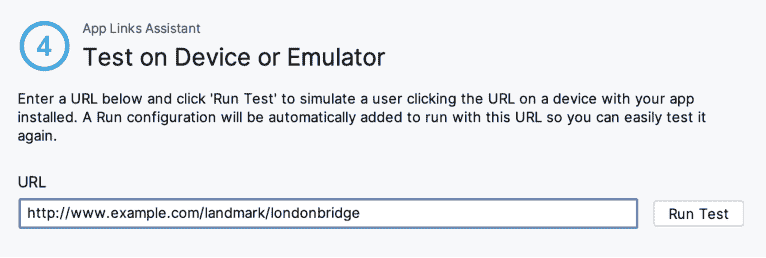 4
App Links Assistant
Test on Device or Emulator
Enter a URL below and click 'Run Test' to simulate a user clicking the URL on a device with your app
installed. A Run configuration will be automatically added to run with this URL so you can easily test it
again.
URL
http://www.example.com/landmark/londonbridge
Run Test